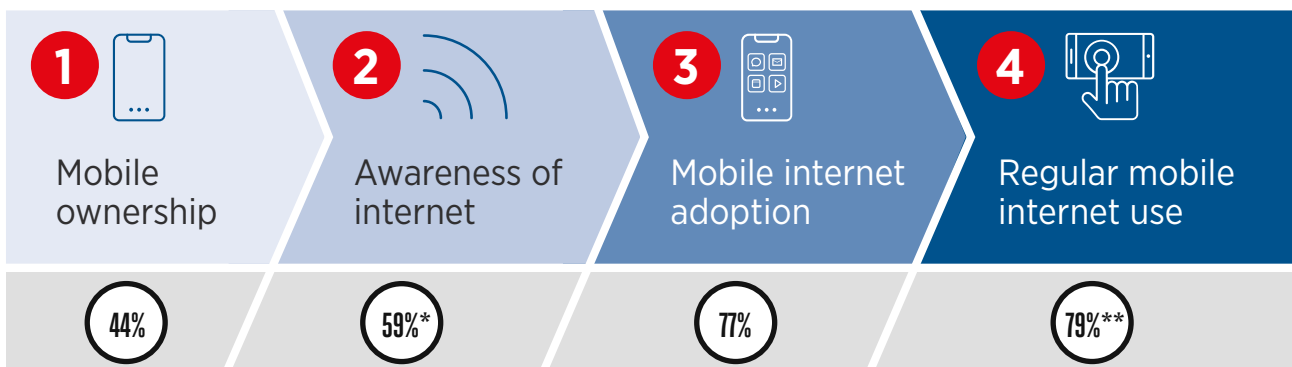 1
2
3
4
Mobile
ownership
Awareness of
internet
Mobile internet
adoption
Regular mobile
internet use
44%
59%*
77%
79%**